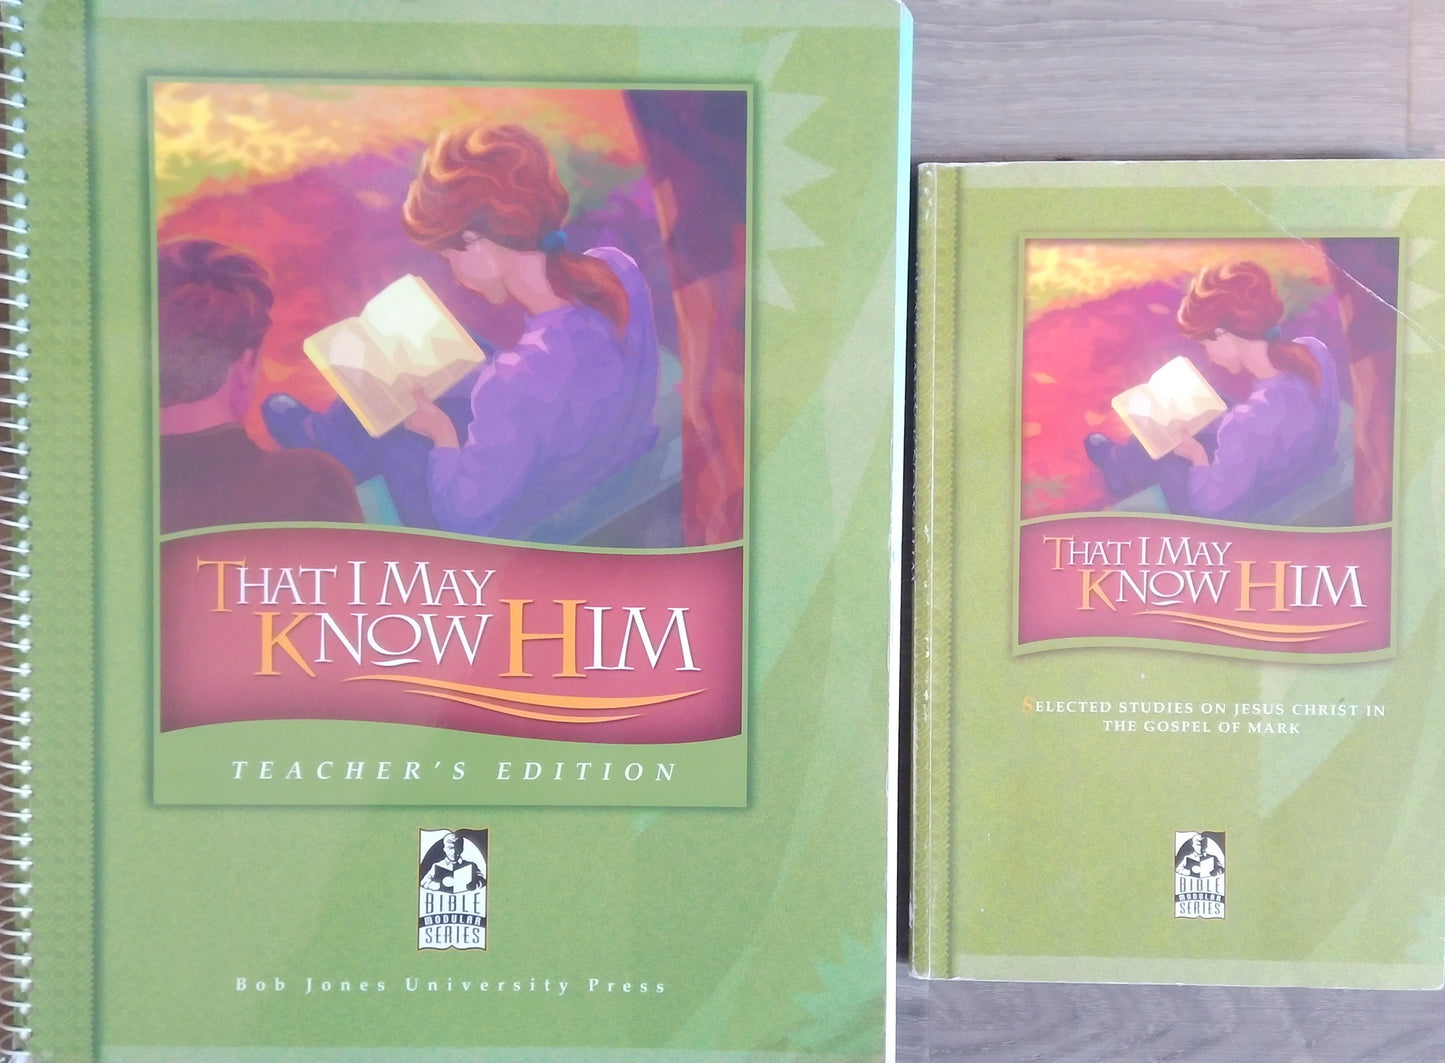 THAT I MAY
KNOW HIM
TEACHER'S EDITION
BIBLE
MODULAR
SERIES
Bob Jones University Press
THAT I MAY
KNOW HIM
SELECTED STUDIES ON JESUS CHRIST IN
THE GOSPEL OF MARK
BIBLE
MODULAR
SERIES